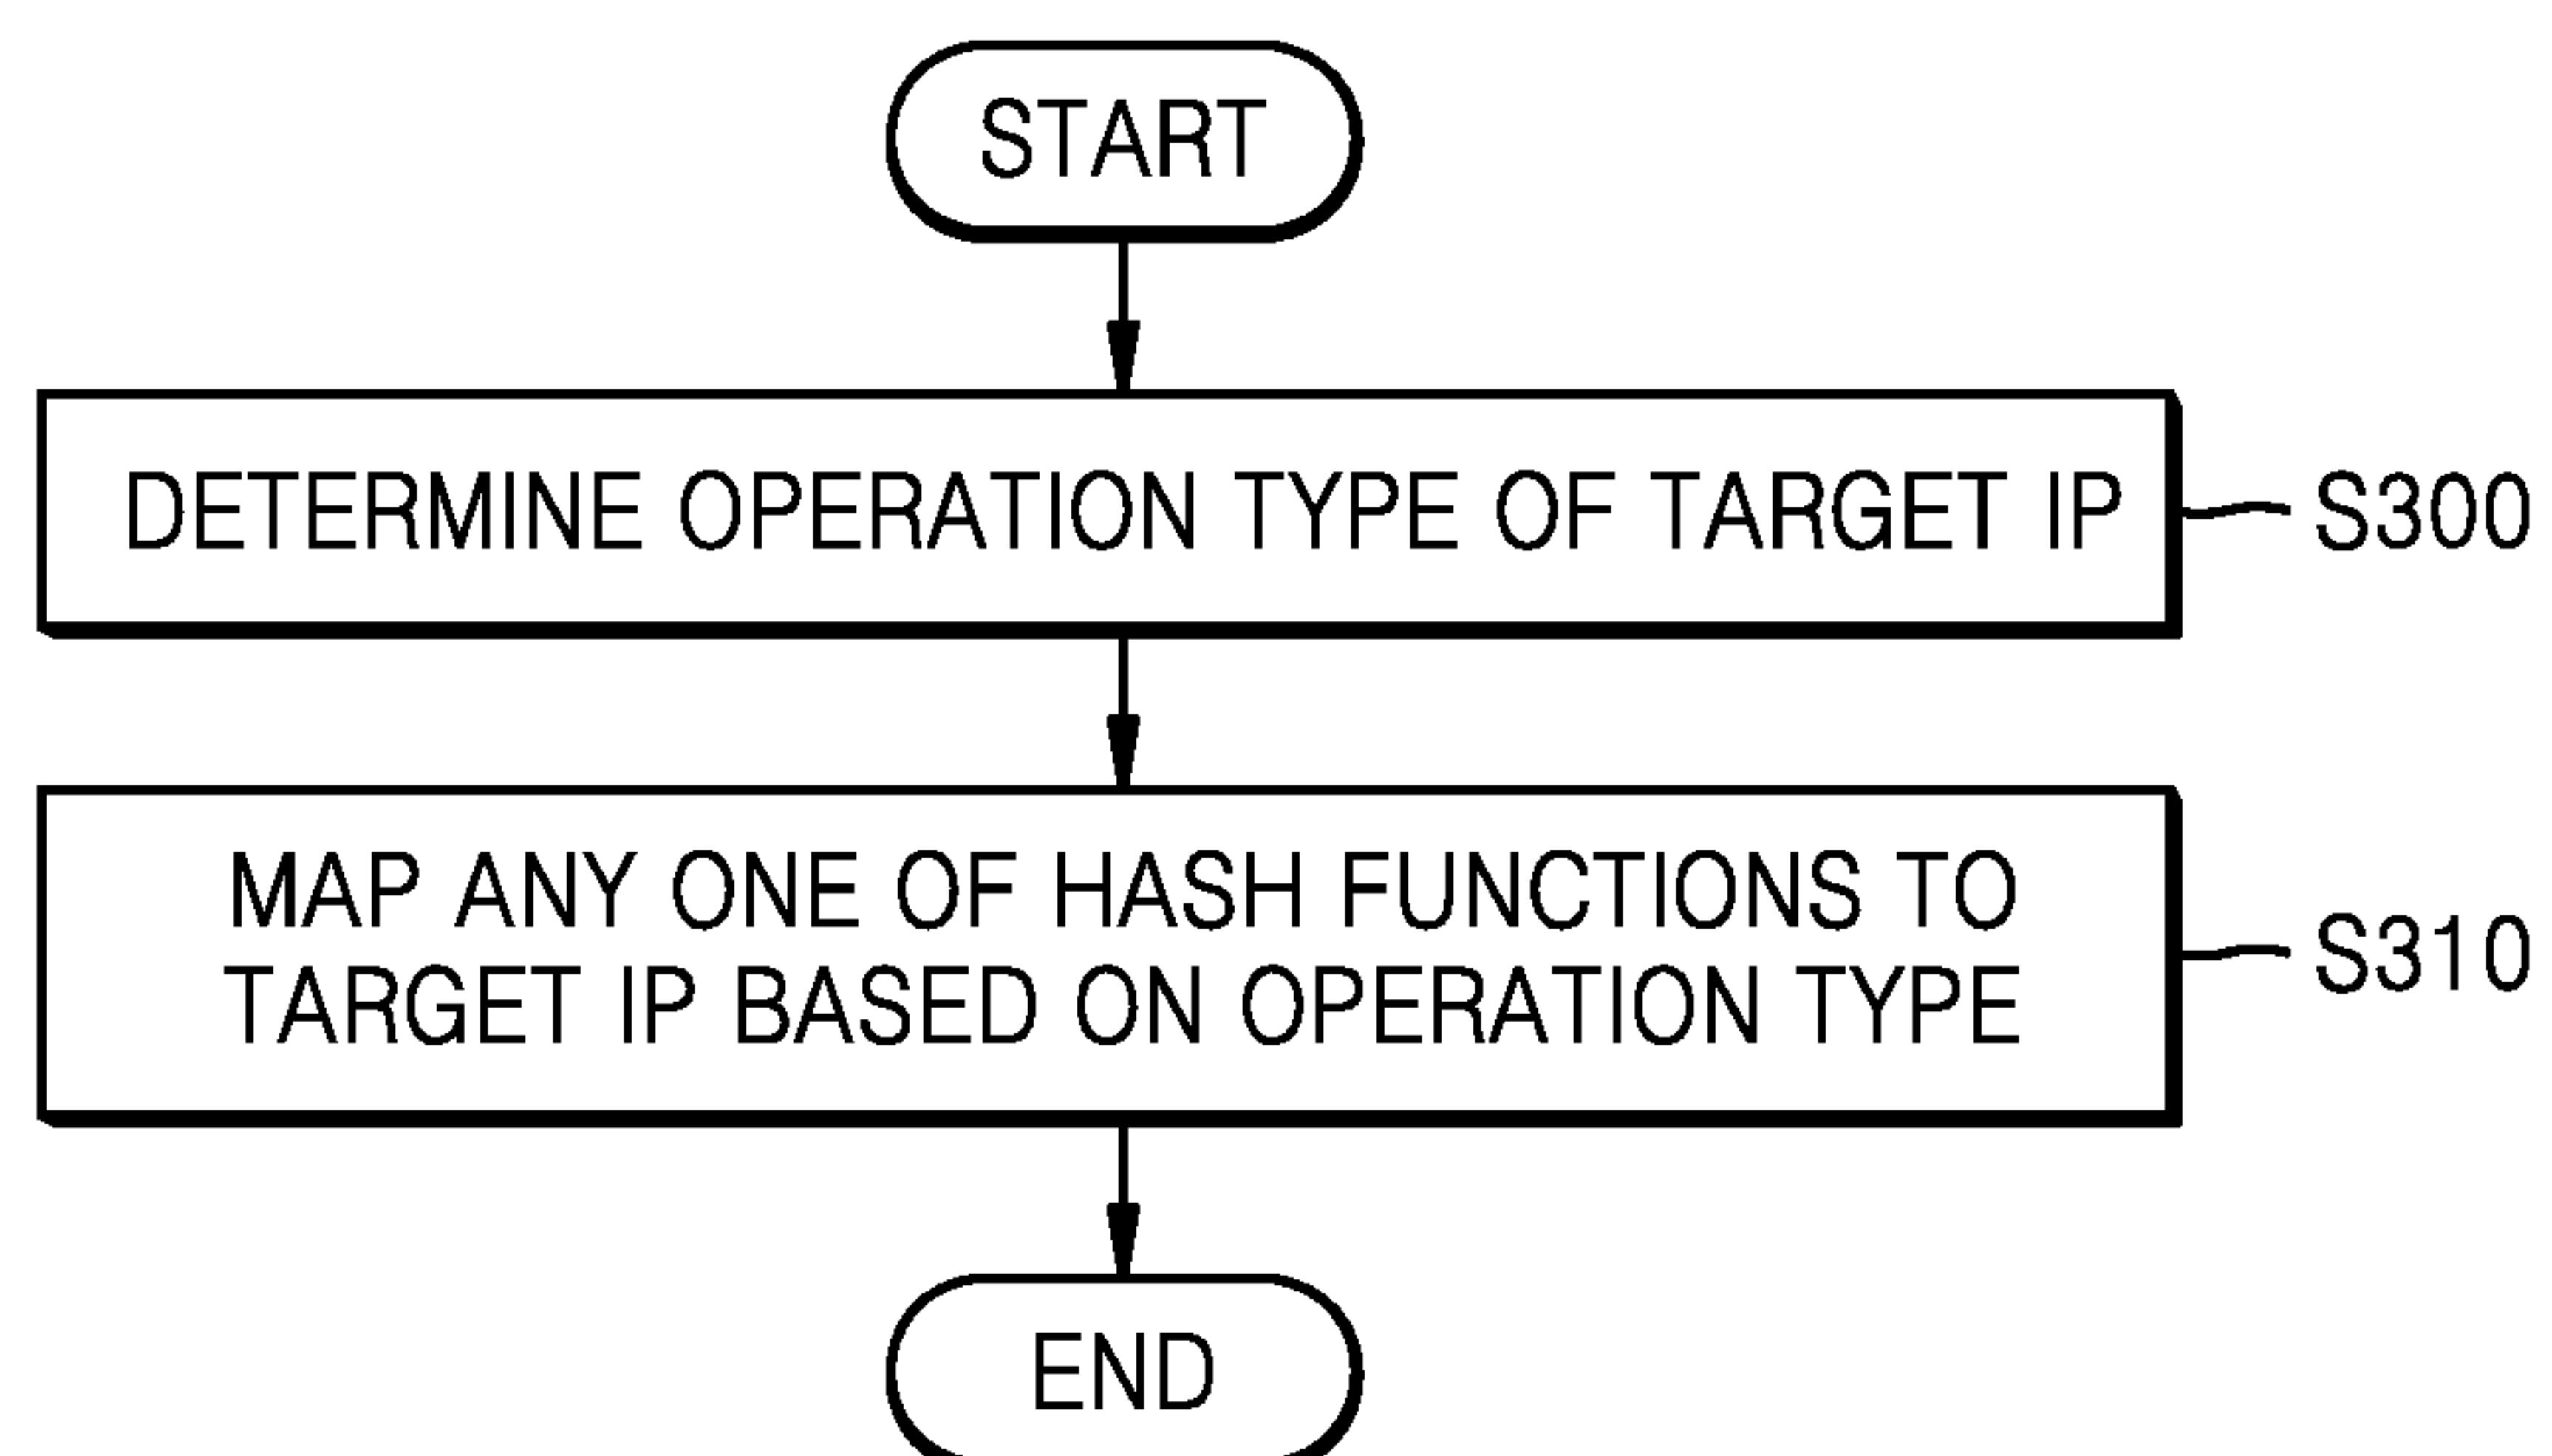 START
DETERMINE OPERATION TYPE OF TARGET IP
S300
MAP ANY ONE OF HASH FUNCTIONS TO
TARGET IP BASED ON OPERATION TYPE
S310
END